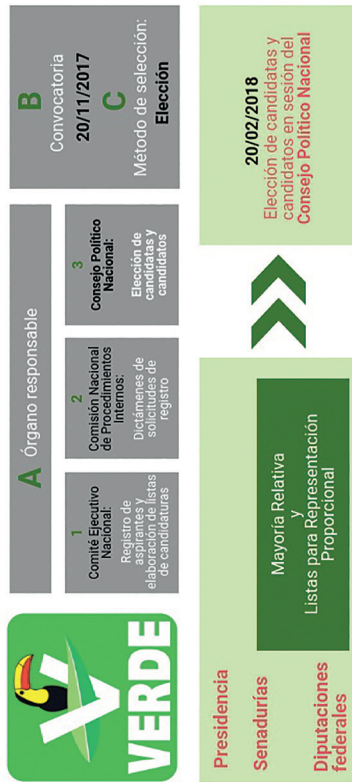 VERDE
A Órgano responsable
1
Comité Ejecutivo
Nacional:
Registro de
aspirantes y
elaboración de listas
de candidaturas
2
Comisión Nacional
de Procedimientos
Internos:
Dictámenes de
solicitudes de
registro
3
Consejo Político
Nacional:
Elección de
candidatas y
candidatos
B
Convocatoria
20/11/2017
C
Método de selección:
Elección
Presidencia
Senadurías
Diputaciones
federales
Mayoría Relativa
y
Listas para Representación
Proporcional
20/02/2018
Elección de candidatas y
candidatos en sesión del
Consejo Político Nacional